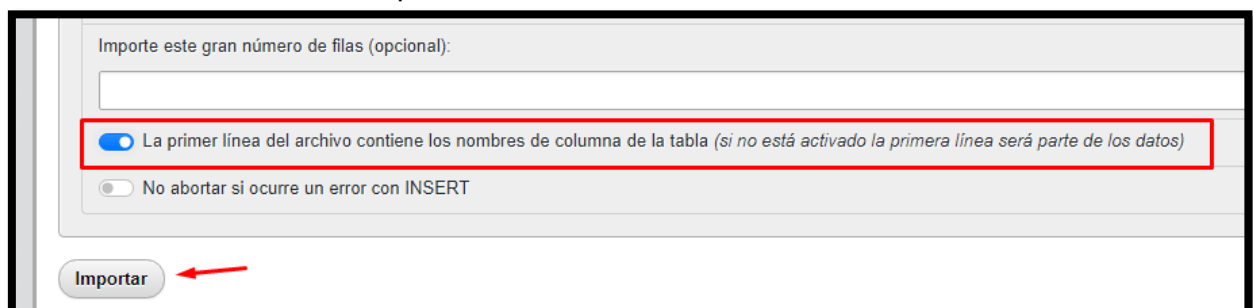 Importe este gran número de filas (opcional):
La primer línea del archivo contiene los nombres de columna de la tabla (si no está activado la primera línea será parte de los datos)
No abortar si ocurre un error con INSERT
Importar